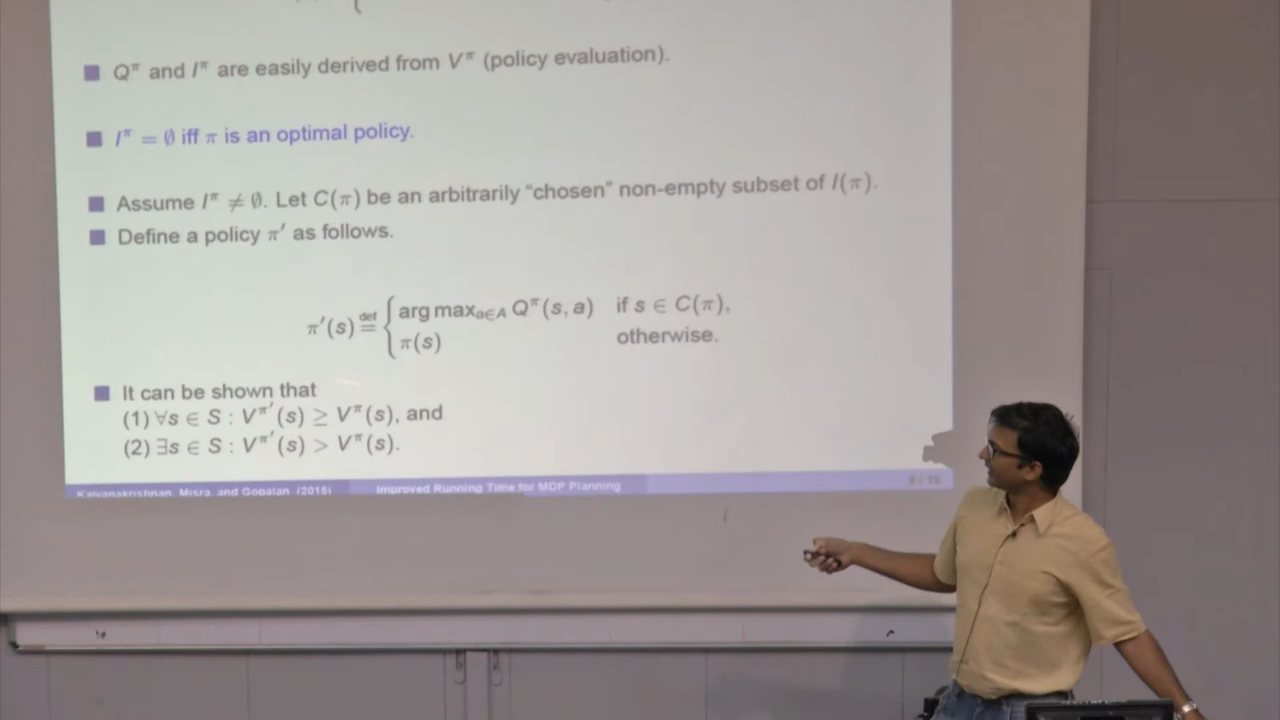 Q^π and I^π are easily derived from V^π (policy evaluation).
I^π = ∅ iff π is an optimal policy.
Assume I^π ≠ ∅. Let C(π) be an arbitrarily “chosen” non-empty subset of I(π).
Define a policy π′ as follows.
π′(s) ≝ { arg max_{a∈A} Q^π(s, a) if s ∈ C(π),
π(s) otherwise.
It can be shown that
(1) ∀s ∈ S : V^π′(s) ≥ V^π(s), and
(2) ∃s ∈ S : V^π′(s) > V^π(s).
Kalyanakrishnan, Misra, and Gopalan (2015) Improved Running Time for MDP Planning